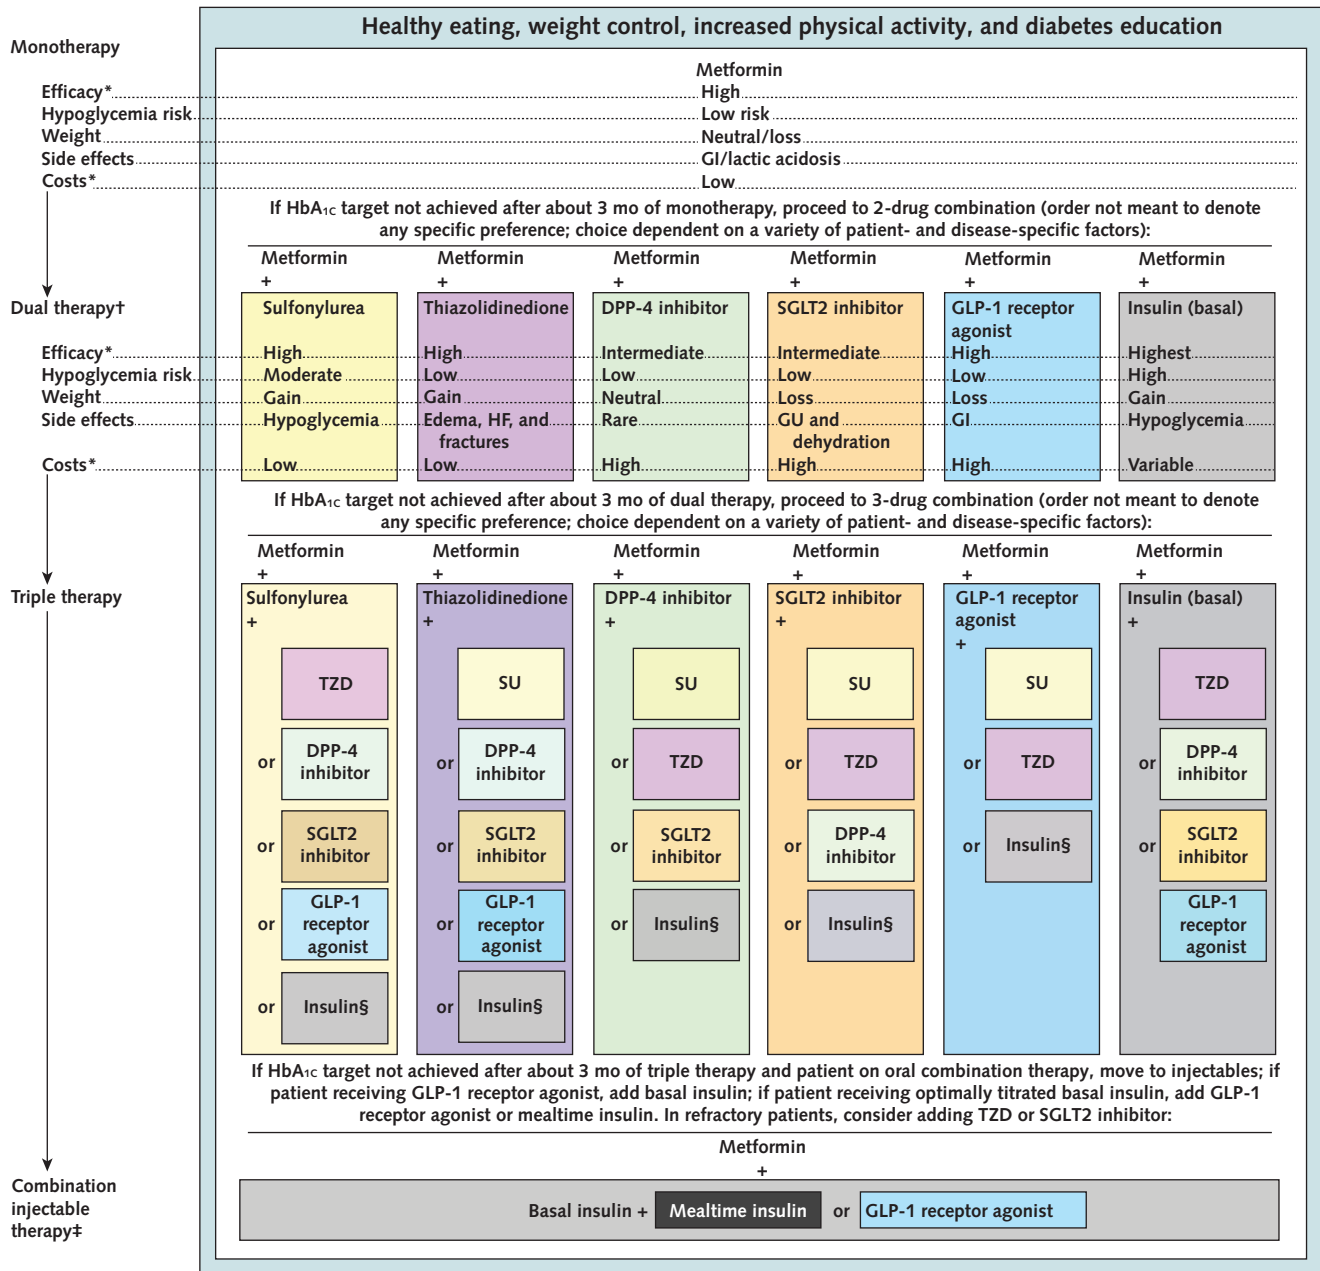 Healthy eating, weight control, increased physical activity, and diabetes education
Monotherapy
Metformin
Efficacy* High
Hypoglycemia risk Low risk
Weight Neutral/loss
Side effects GI/lactic acidosis
Costs* Low
If HbA1c target not achieved after about 3 mo of monotherapy, proceed to 2-drug combination (order not meant to denote
any specific preference; choice dependent on a variety of patient- and disease-specific factors):
Metformin Metformin Metformin Metformin Metformin Metformin
+ + + + + +
Dual therapy† Sulfonylurea Thiazolidinedione DPP-4 inhibitor SGLT2 inhibitor GLP-1 receptor Insulin (basal)
agonist
Efficacy* High High Intermediate Intermediate High Highest
Hypoglycemia risk Moderate Low Low Low Low High
Weight Gain Gain Neutral Loss Loss Gain
Side effects Hypoglycemia Edema, HF, and Rare GU and GI Hypoglycemia
fractures dehydration
Costs* Low Low High High High Variable
If HbA1c target not achieved after about 3 mo of dual therapy, proceed to 3-drug combination (order not meant to denote
any specific preference; choice dependent on a variety of patient- and disease-specific factors):
Metformin Metformin Metformin Metformin Metformin Metformin
+ + + + + +
Triple therapy Sulfonylurea Thiazolidinedione DPP-4 inhibitor SGLT2 inhibitor GLP-1 receptor Insulin (basal)
+ + + + agonist +
+
TZD SU SU SU SU TZD
or DPP-4 or DPP-4 or TZD or TZD or TZD or DPP-4
inhibitor inhibitor inhibitor
or SGLT2 or SGLT2 or SGLT2 or DPP-4 or Insulin§ or SGLT2
inhibitor inhibitor inhibitor inhibitor inhibitor
or GLP-1 or GLP-1 or Insulin§ or Insulin§ or GLP-1
receptor receptor receptor
agonist agonist agonist
or Insulin§ or Insulin§
If HbA1c target not achieved after about 3 mo of triple therapy and patient on oral combination therapy, move to injectables; if
patient receiving GLP-1 receptor agonist, add basal insulin; if patient receiving optimally titrated basal insulin, add GLP-1
receptor agonist or mealtime insulin. In refractory patients, consider adding TZD or SGLT2 inhibitor:
Metformin
+
Combination
injectable
therapy‡
Basal insulin + Mealtime insulin or GLP-1 receptor agonist